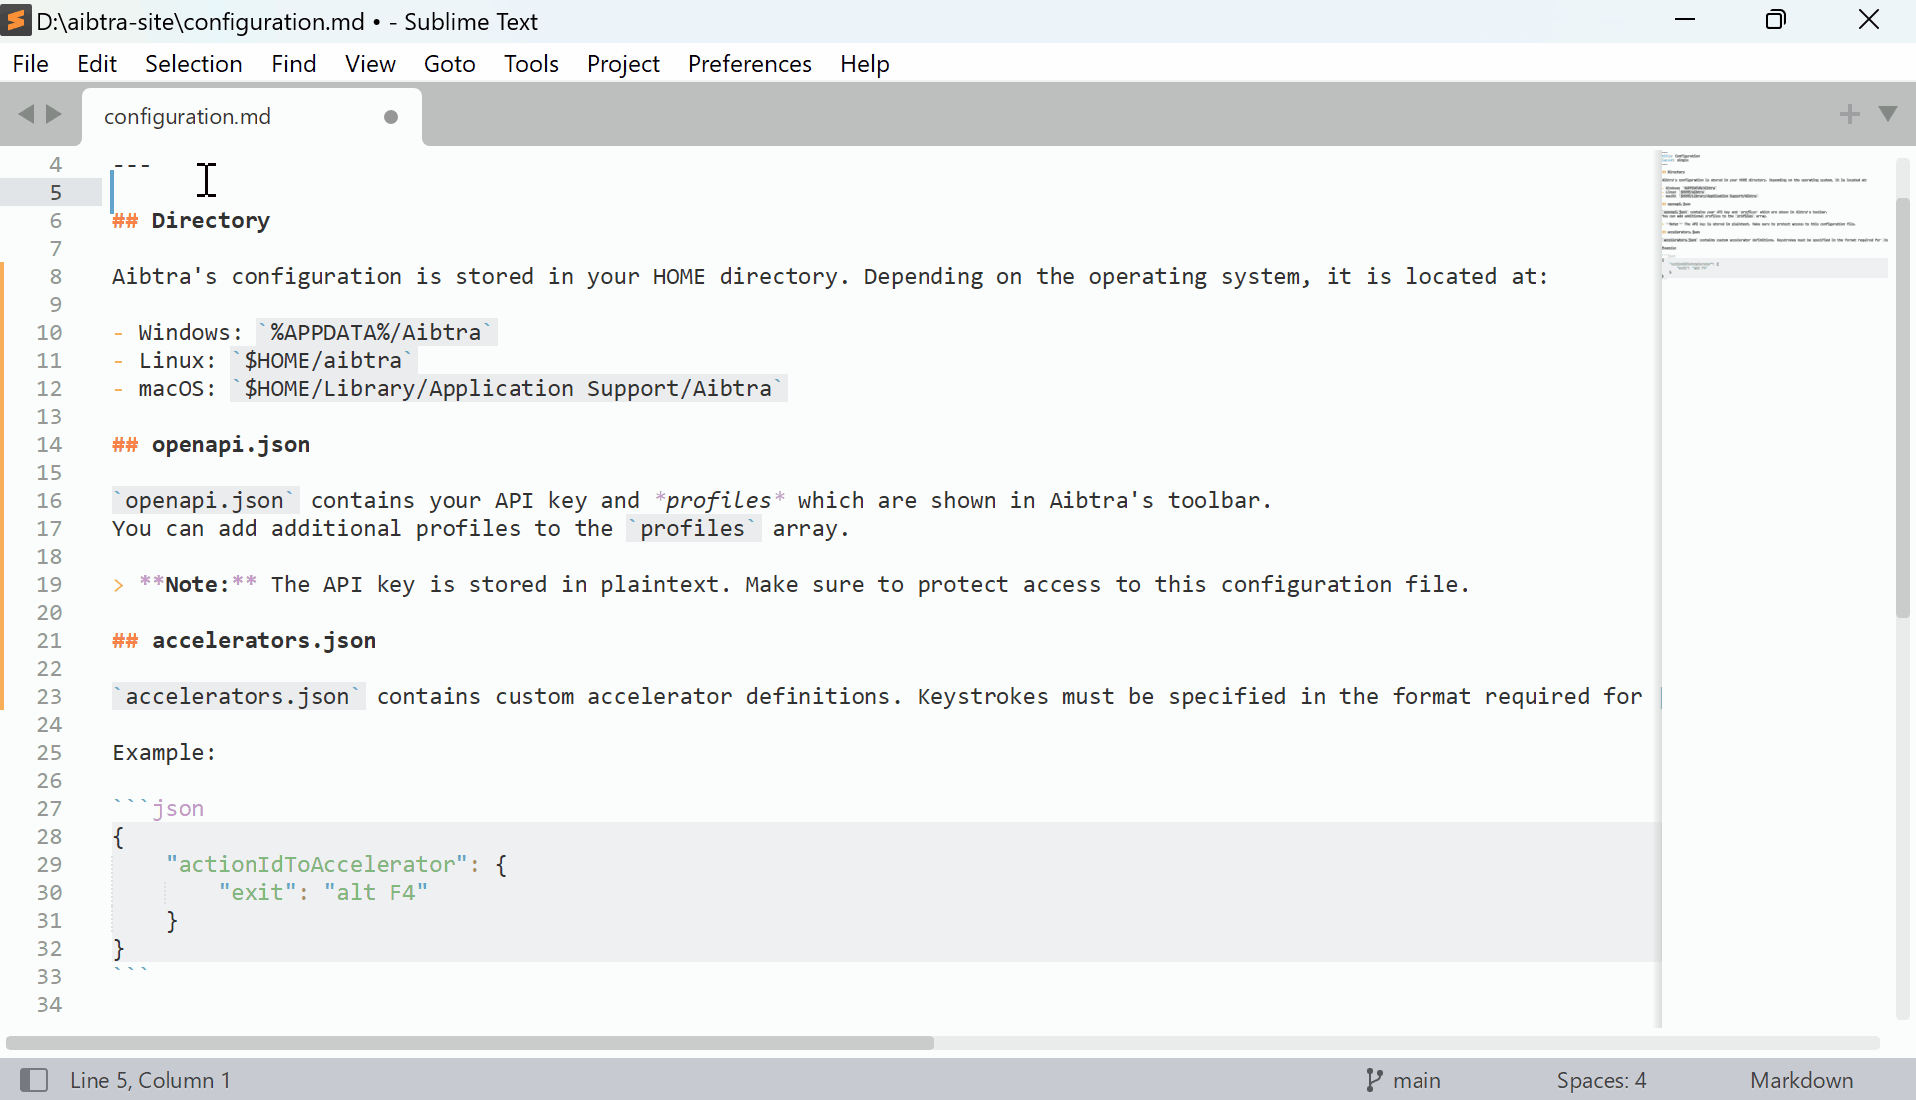 D:\aibtra-site\configuration.md • - Sublime Text
File Edit Selection Find View Goto Tools Project Preferences Help
configuration.md
4 ---
5
6 ## Directory
7
8 Aibtra's configuration is stored in your HOME directory. Depending on the operating system, it is located at:
9
10 - Windows: `%APPDATA%/Aibtra`
11 - Linux: `$HOME/aibtra`
12 - macOS: `$HOME/Library/Application Support/Aibtra`
13
14 ## openapi.json
15
16 `openapi.json` contains your API key and *profiles* which are shown in Aibtra's toolbar.
17 You can add additional profiles to the `profiles` array.
18
19 > **Note:** The API key is stored in plaintext. Make sure to protect access to this configuration file.
20
21 ## accelerators.json
22
23 `accelerators.json` contains custom accelerator definitions. Keystrokes must be specified in the format required for
24
25 Example:
26
27 ```json
28 {
29     "actionIdToAccelerator": {
30         "exit": "alt F4"
31     }
32 }
33 ```
34
Line 5, Column 1 main Spaces: 4 Markdown